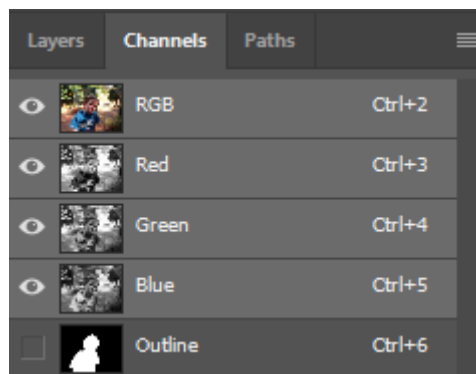 Layers Channels Paths
RGB Ctrl+2
Red Ctrl+3
Green Ctrl+4
Blue Ctrl+5
Outline Ctrl+6